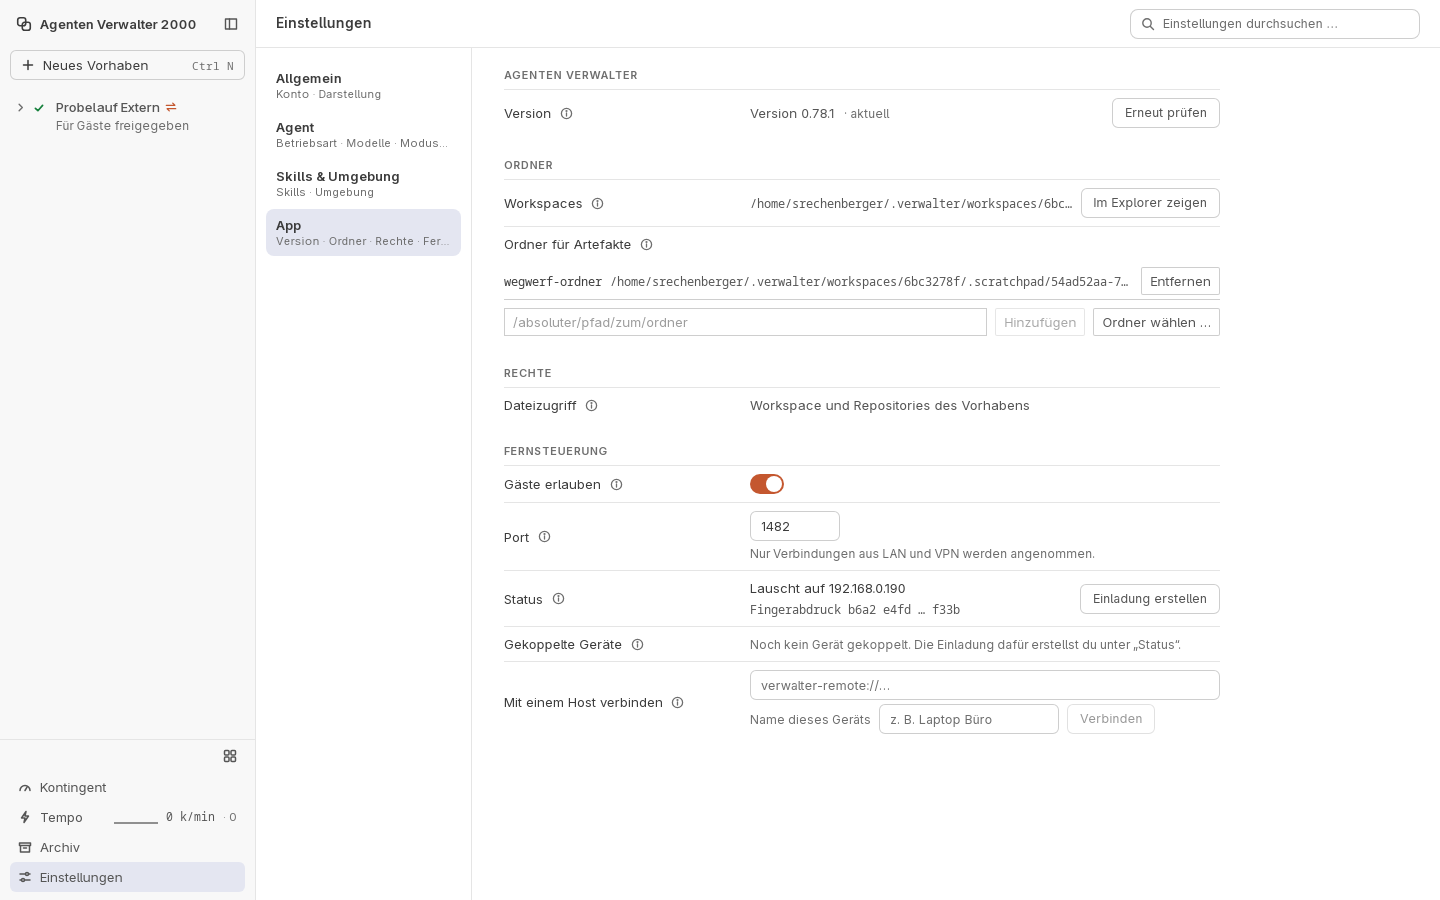 Agenten Verwalter 2000
Neues Vorhaben Ctrl N
Probelauf Extern
Für Gäste freigegeben
Kontingent
Tempo 0 k/min · 0
Archiv
Einstellungen
Einstellungen
Einstellungen durchsuchen …
Allgemein
Konto · Darstellung
Agent
Betriebsart · Modelle · Modus…
Skills & Umgebung
Skills · Umgebung
App
Version · Ordner · Rechte · Fer…
AGENTEN VERWALTER
Version Version 0.78.1 · aktuell Erneut prüfen
ORDNER
Workspaces /home/srechenberger/.verwalter/workspaces/6bc… Im Explorer zeigen
Ordner für Artefakte
wegwerf-ordner /home/srechenberger/.verwalter/workspaces/6bc3278f/.scratchpad/54ad52aa-7… Entfernen
/absoluter/pfad/zum/ordner Hinzufügen Ordner wählen …
RECHTE
Dateizugriff Workspace und Repositories des Vorhabens
FERNSTEUERUNG
Gäste erlauben
Port 1482
Nur Verbindungen aus LAN und VPN werden angenommen.
Status Lauscht auf 192.168.0.190 Einladung erstellen
Fingerabdruck b6a2 e4fd … f33b
Gekoppelte Geräte Noch kein Gerät gekoppelt. Die Einladung dafür erstellst du unter „Status“.
Mit einem Host verbinden verwalter-remote://…
Name dieses Geräts z. B. Laptop Büro Verbinden